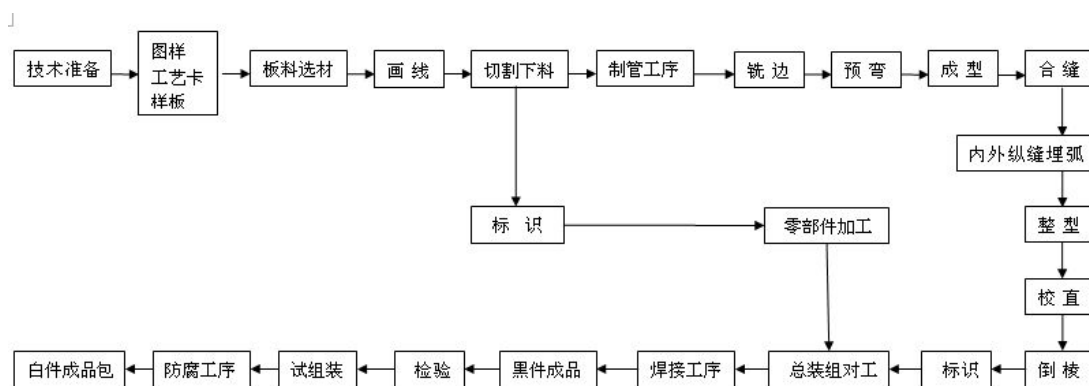 技术准备
图样
工艺卡
样板
板料选材
画线
切割下料
制管工序
铣边
预弯
成型
合缝
内外纵缝埋弧
标识
零部件加工
整型
校直
白件成品包
防腐工序
试组装
检验
黑件成品
焊接工序
总装组对工
标识
倒棱